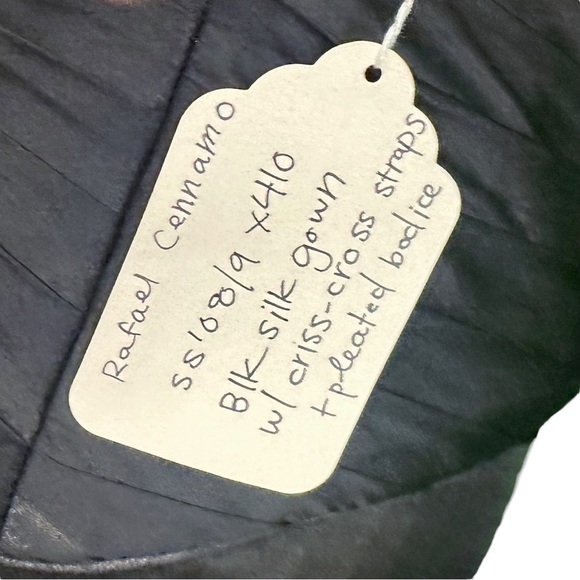 Rafael Cennamo
SS'08/9 X410
Blk silk gown
w/ criss-cross straps
+pleated bodice